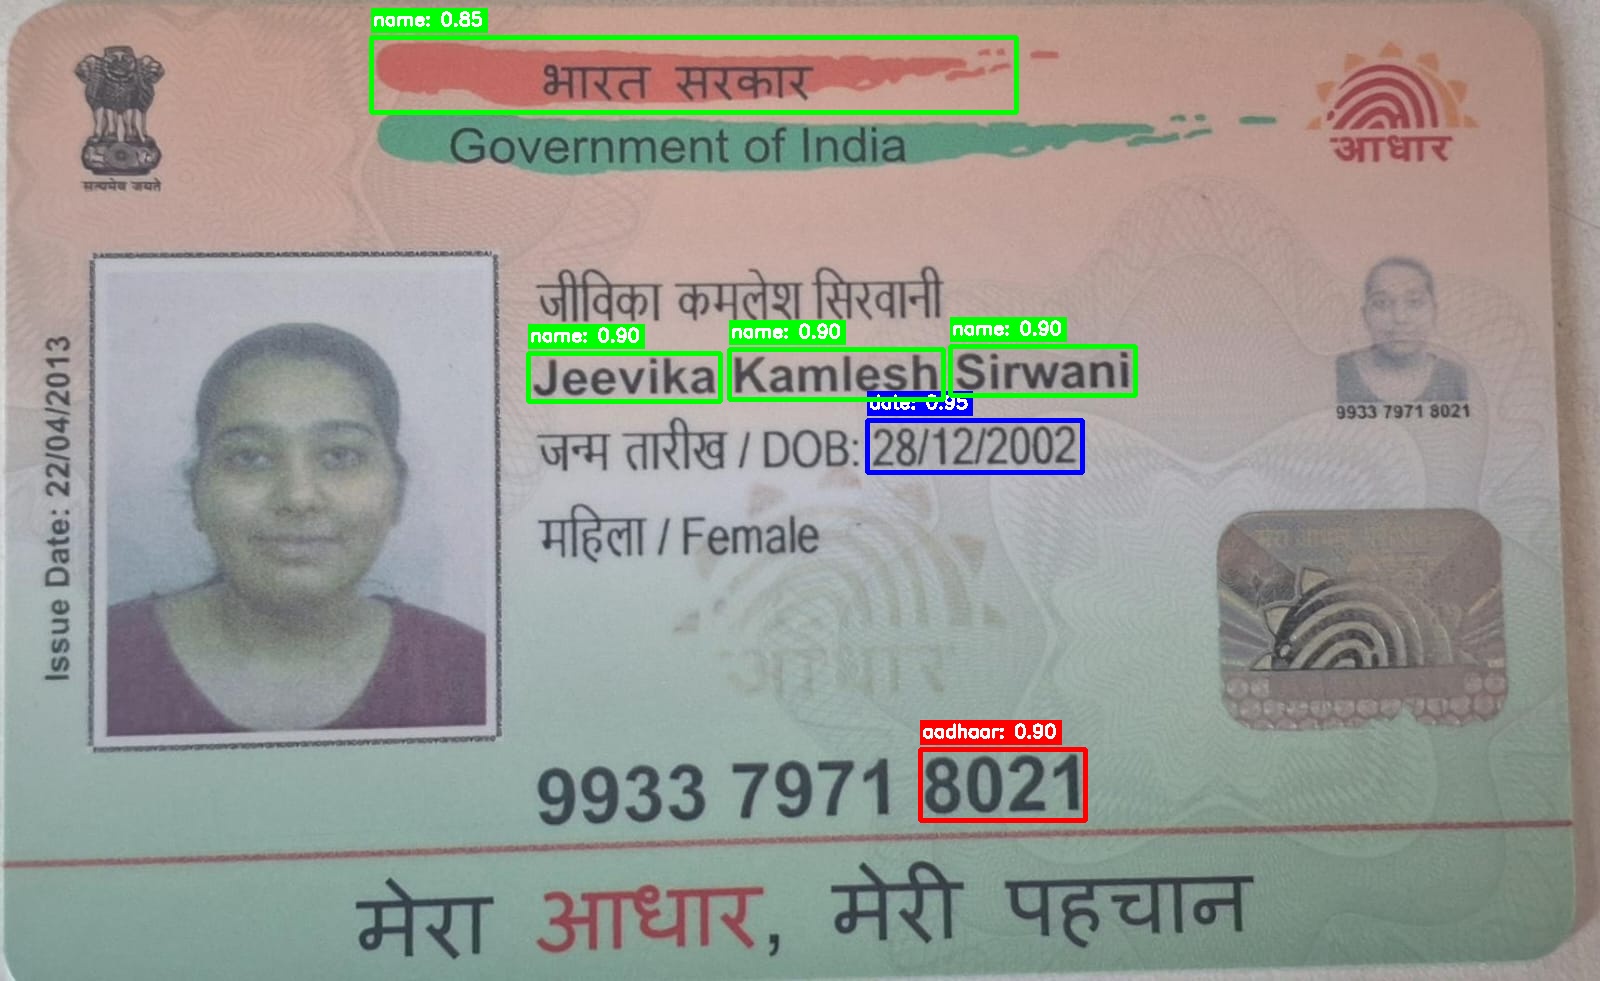 name: 0.85
भारत सरकार
Government of India
सत्यमेव जयते
आधार
जीविका कमलेश सिरवानी
name: 0.90 name: 0.90 name: 0.90
Jeevika Kamlesh Sirwani
date: 0.95
जन्म तारीख / DOB: 28/12/2002
महिला / Female
Issue Date: 22/04/2013
9933 7971 8021
आधार
aadhaar: 0.90
9933 7971 8021
मेरा आधार, मेरी पहचान